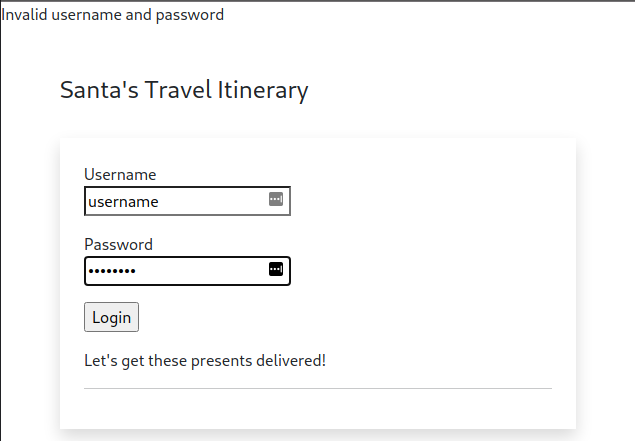 Invalid username and password
Santa's Travel Itinerary
Username
username
Password
••••••••
Login
Let's get these presents delivered!